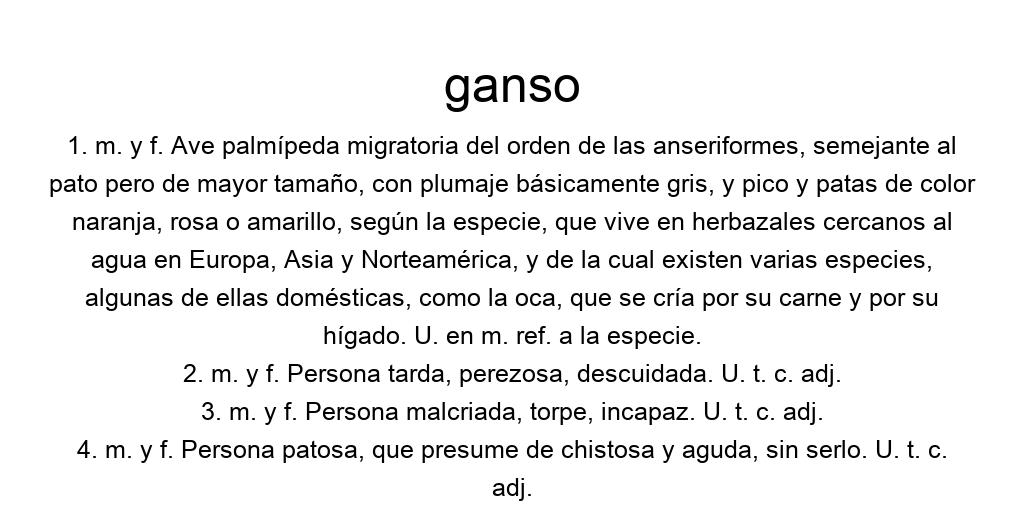 ganso
1. m. y f. Ave palmípeda migratoria del orden de las anseriformes, semejante al
pato pero de mayor tamaño, con plumaje básicamente gris, y pico y patas de color
naranja, rosa o amarillo, según la especie, que vive en herbazales cercanos al
agua en Europa, Asia y Norteamérica, y de la cual existen varias especies,
algunas de ellas domésticas, como la oca, que se cría por su carne y por su
hígado. U. en m. ref. a la especie.
2. m. y f. Persona tarda, perezosa, descuidada. U. t. c. adj.
3. m. y f. Persona malcriada, torpe, incapaz. U. t. c. adj.
4. m. y f. Persona patosa, que presume de chistosa y aguda, sin serlo. U. t. c.
adj.